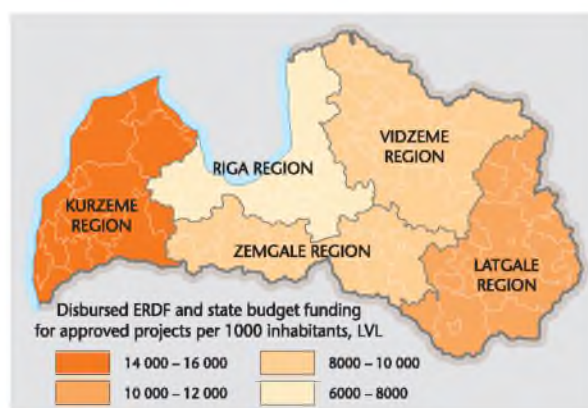 VIDZEME
REGION
RIGA REGION
KURZEME
REGION
ZEMGALE REGION
LATGALE
REGION
Disbursed ERDF and state budget funding
for approved projects per 1000 inhabitants, LVL
14 000 – 16 000
8000 – 10 000
10 000 – 12 000
6000 – 8000